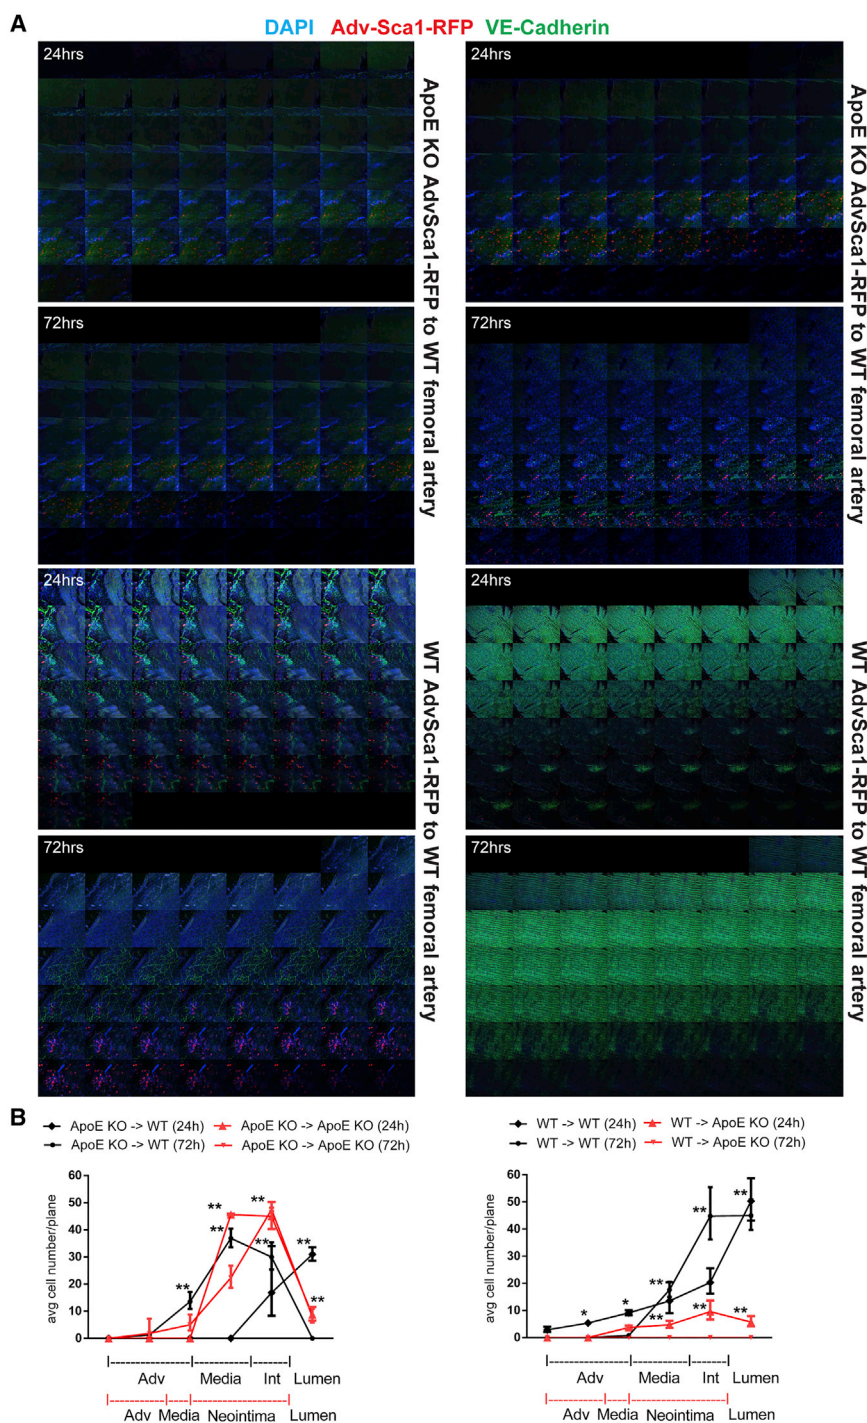 A
DAPI Adv-Sca1-RFP VE-Cadherin
24hrs
ApoE KO AdvSca1-RFP to WT femoral artery
24hrs
ApoE KO AdvSca1-RFP to WT femoral artery
72hrs
72hrs
24hrs
WT AdvSca1-RFP to WT femoral artery
24hrs
WT AdvSca1-RFP to WT femoral artery
72hrs
72hrs
B
ApoE KO -> WT (24h) ApoE KO -> ApoE KO (24h)
ApoE KO -> WT (72h) ApoE KO -> ApoE KO (72h)
avg cell number/plane
60
50
40
30
20
10
0
**
**
**
**
**
**
**
Adv Media Int Lumen
Adv Media Neointima Lumen
WT -> WT (24h) WT -> ApoE KO (24h)
WT -> WT (72h) WT -> ApoE KO (72h)
avg cell number/plane
60
50
40
30
20
10
0
*
*
**
**
**
**
**
**
Adv Media Int Lumen
Adv Media Neointima Lumen